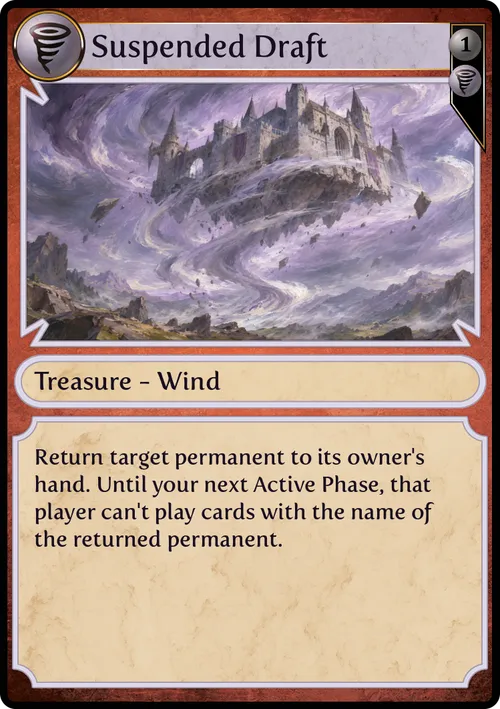 Suspended Draft
1
Treasure – Wind
Return target permanent to its owner's
hand. Until your next Active Phase, that
player can't play cards with the name of
the returned permanent.